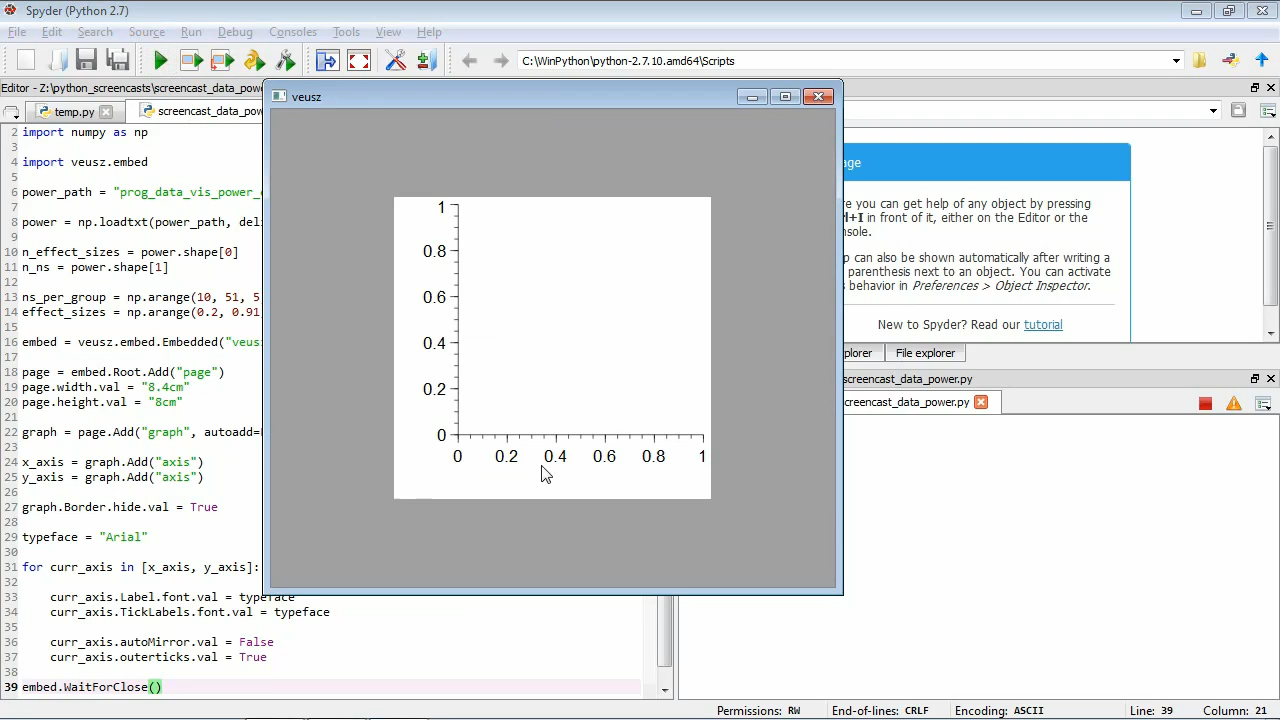 Spyder (Python 2.7)
File Edit Search Source Run Debug Consoles Tools View Help
C:\WinPython\python-2.7.10.amd64\Scripts
Editor - Z:\python_screencasts\screencast_data_pow
temp.py screencast_data_pow
veusz
2 import numpy as np
3
4 import veusz.embed
5
6 power_path = "prog_data_vis_power_
7
8 power = np.loadtxt(power_path, del
9
10 n_effect_sizes = power.shape[0]
11 n_ns = power.shape[1]
12
13 ns_per_group = np.arange(10, 51, 5
14 effect_sizes = np.arange(0.2, 0.91
15
16 embed = veusz.embed.Embedded("veus
17
18 page = embed.Root.Add("page")
19 page.width.val = "8.4cm"
20 page.height.val = "8cm"
21
22 graph = page.Add("graph", autoadd=
23
24 x_axis = graph.Add("axis")
25 y_axis = graph.Add("axis")
26
27 graph.Border.hide.val = True
28
29 typeface = "Arial"
30
31 for curr_axis in [x_axis, y_axis]:
32
33 curr_axis.Label.font.val = typeface
34 curr_axis.TickLabels.font.val = typeface
35
36 curr_axis.autoMirror.val = False
37 curr_axis.outerticks.val = True
38
39 embed.WaitForClose()
1
0.8
0.6
0.4
0.2
0
0 0.2 0.4 0.6 0.8 1
age
re you can get help of any object by pressing
rl+I in front of it, either on the Editor or the
nsole.
p can also be shown automatically after writing a
parenthesis next to an object. You can activate
s behavior in Preferences > Object Inspector.
New to Spyder? Read our tutorial
plorer File explorer
screencast_data_power.py
screencast_data_power.py
Permissions: RW End-of-lines: CRLF Encoding: ASCII Line: 39 Column: 21